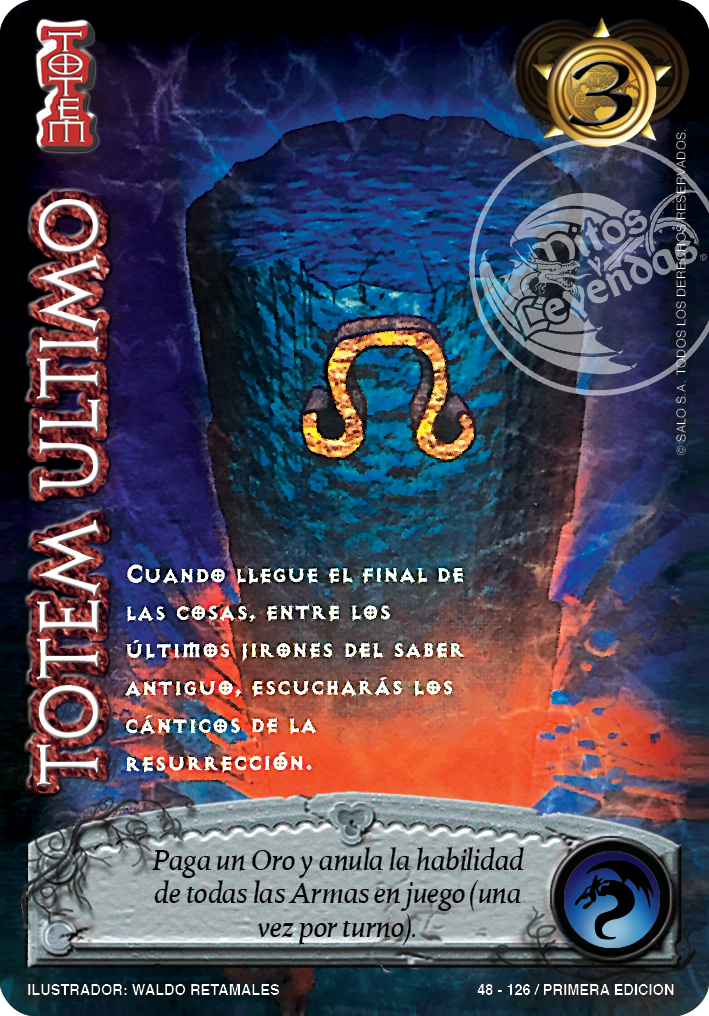 TOTEM
3
TOTEM ULTIMO
Mitos
y
Leyendas
®
© SALO S.A. TODOS LOS DERECHOS RESERVADOS.
CUANDO LLEGUE EL FINAL DE
LAS COSAS, ENTRE LOS
ÚLTIMOS JIRONES DEL SABER
ANTIGUO, ESCUCHARÁS LOS
CÁNTICOS DE LA
RESURRECCIÓN.
Paga un Oro y anula la habilidad
de todas las Armas en juego (una
vez por turno).
ILUSTRADOR: WALDO RETAMALES
48 - 126 / PRIMERA EDICION